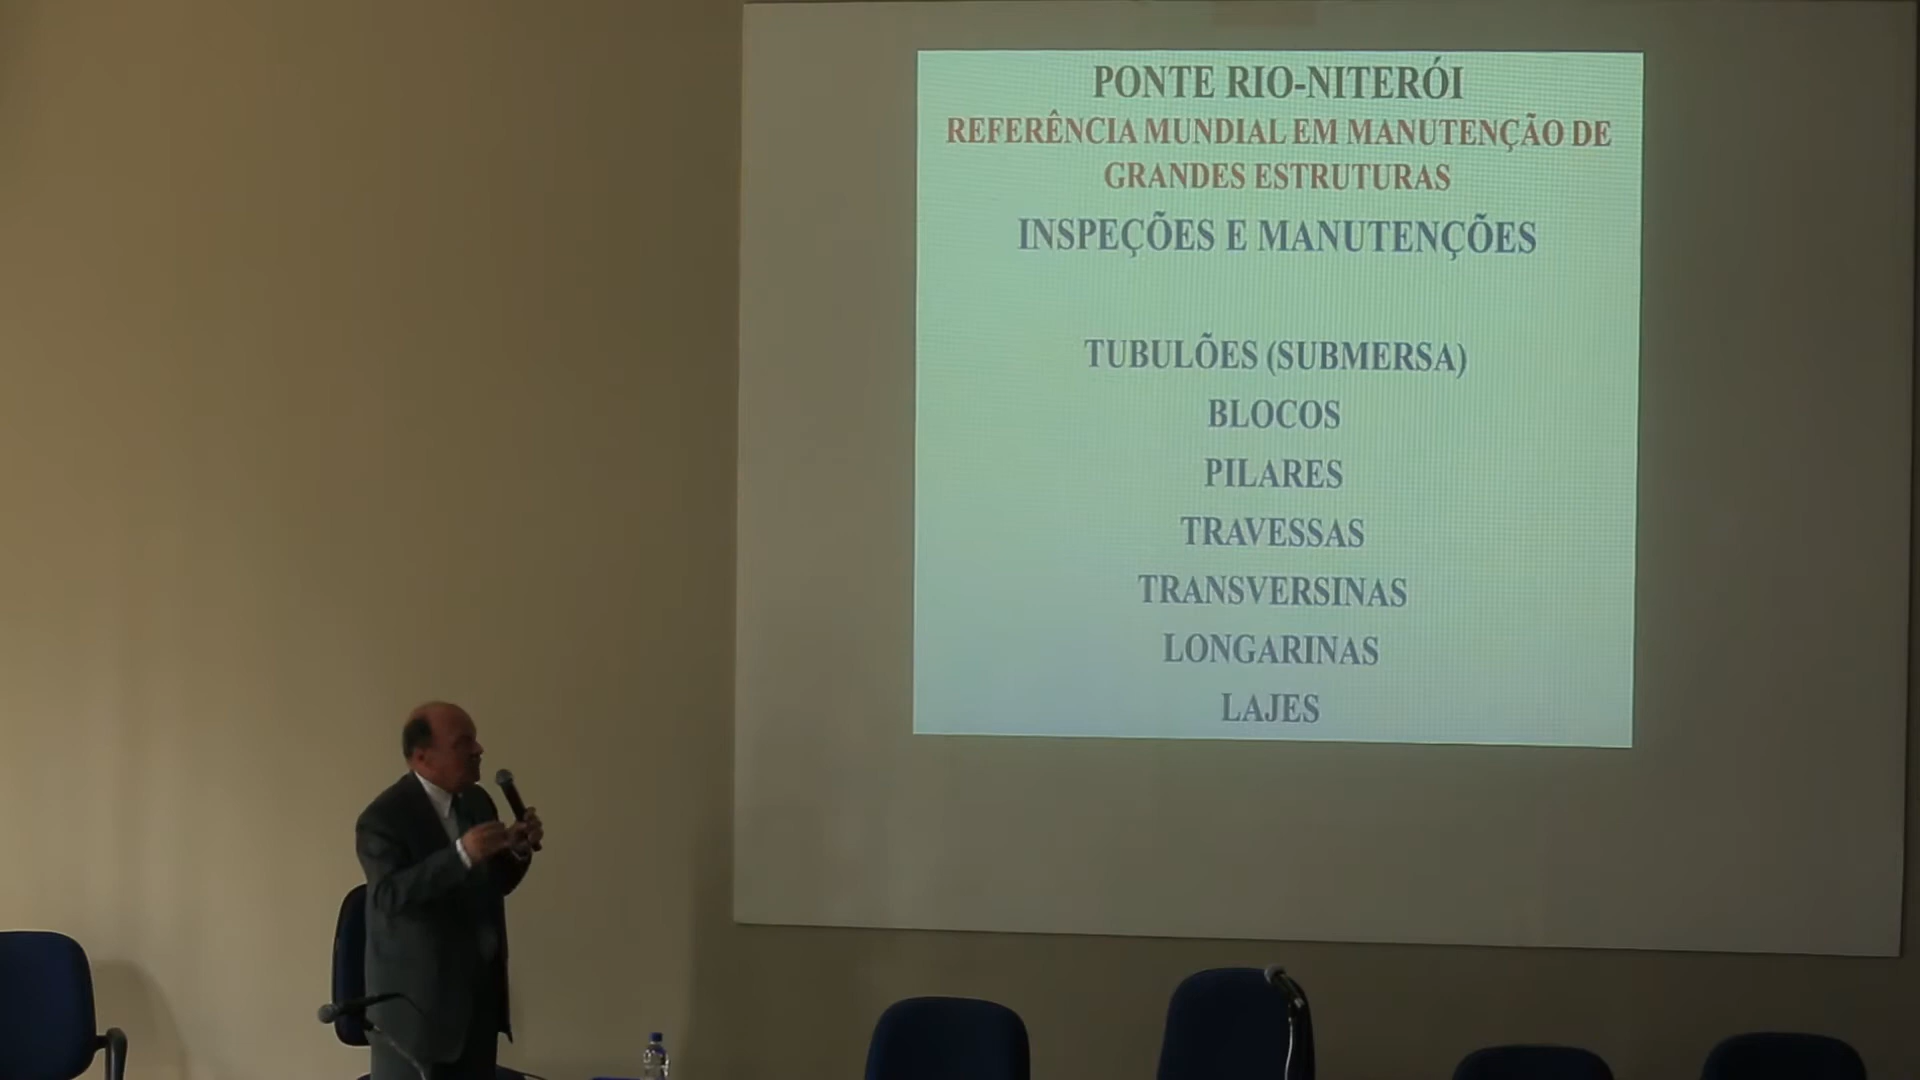 PONTE RIO-NITERÓI
REFERÊNCIA MUNDIAL EM MANUTENÇÃO DE
GRANDES ESTRUTURAS
INSPEÇÕES E MANUTENÇÕES
TUBULÕES (SUBMERSA)
BLOCOS
PILARES
TRAVESSAS
TRANSVERSINAS
LONGARINAS
LAJES